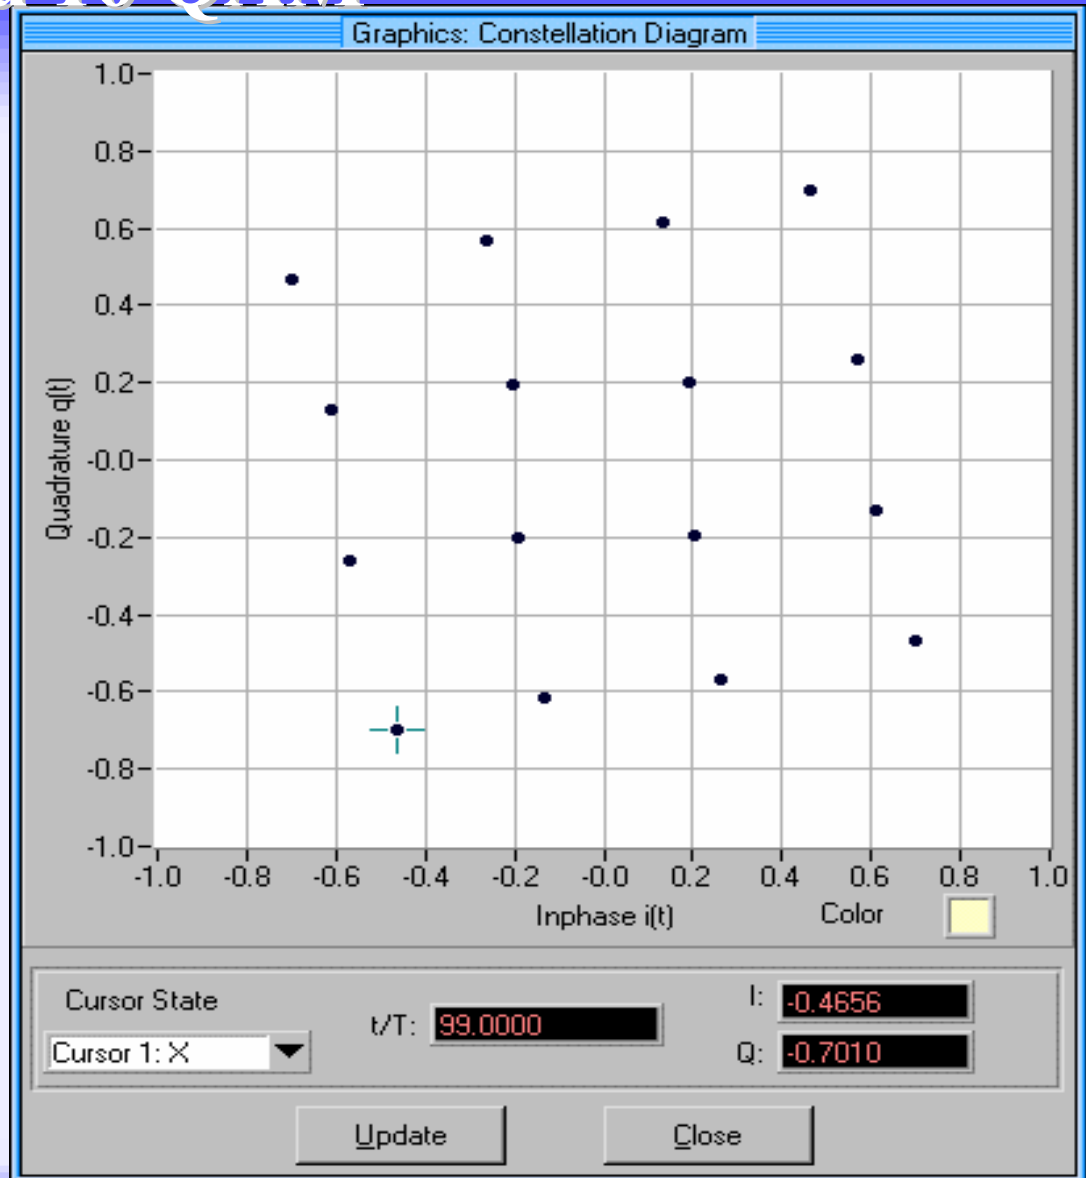 16 QAM
Graphics: Constellation Diagram
1.0
0.8
0.6
0.4
0.2
-0.0
-0.2
-0.4
-0.6
-0.8
-1.0
Quadrature q(t)
-1.0 -0.8 -0.6 -0.4 -0.2 -0.0 0.2 0.4 0.6 0.8 1.0
Inphase i(t)
Color
Cursor State
Cursor 1: X
t/T: 99.0000
I: -0.4656
Q: -0.7010
Update
Close